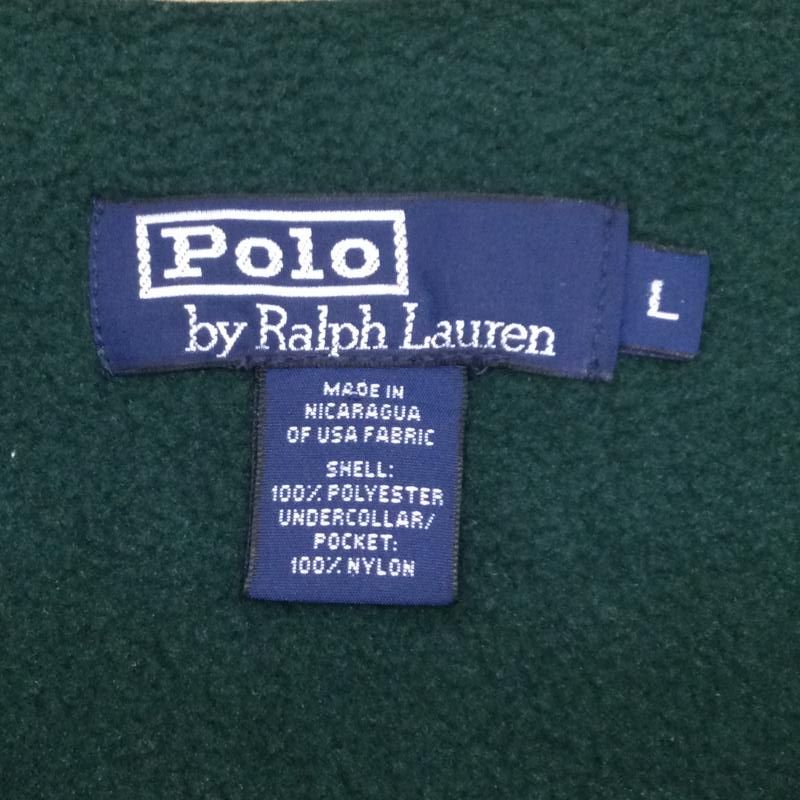 Polo
by Ralph Lauren
L
MADE IN
NICARAGUA
OF USA FABRIC
SHELL:
100% POLYESTER
UNDERCOLLAR/
POCKET:
100% NYLON